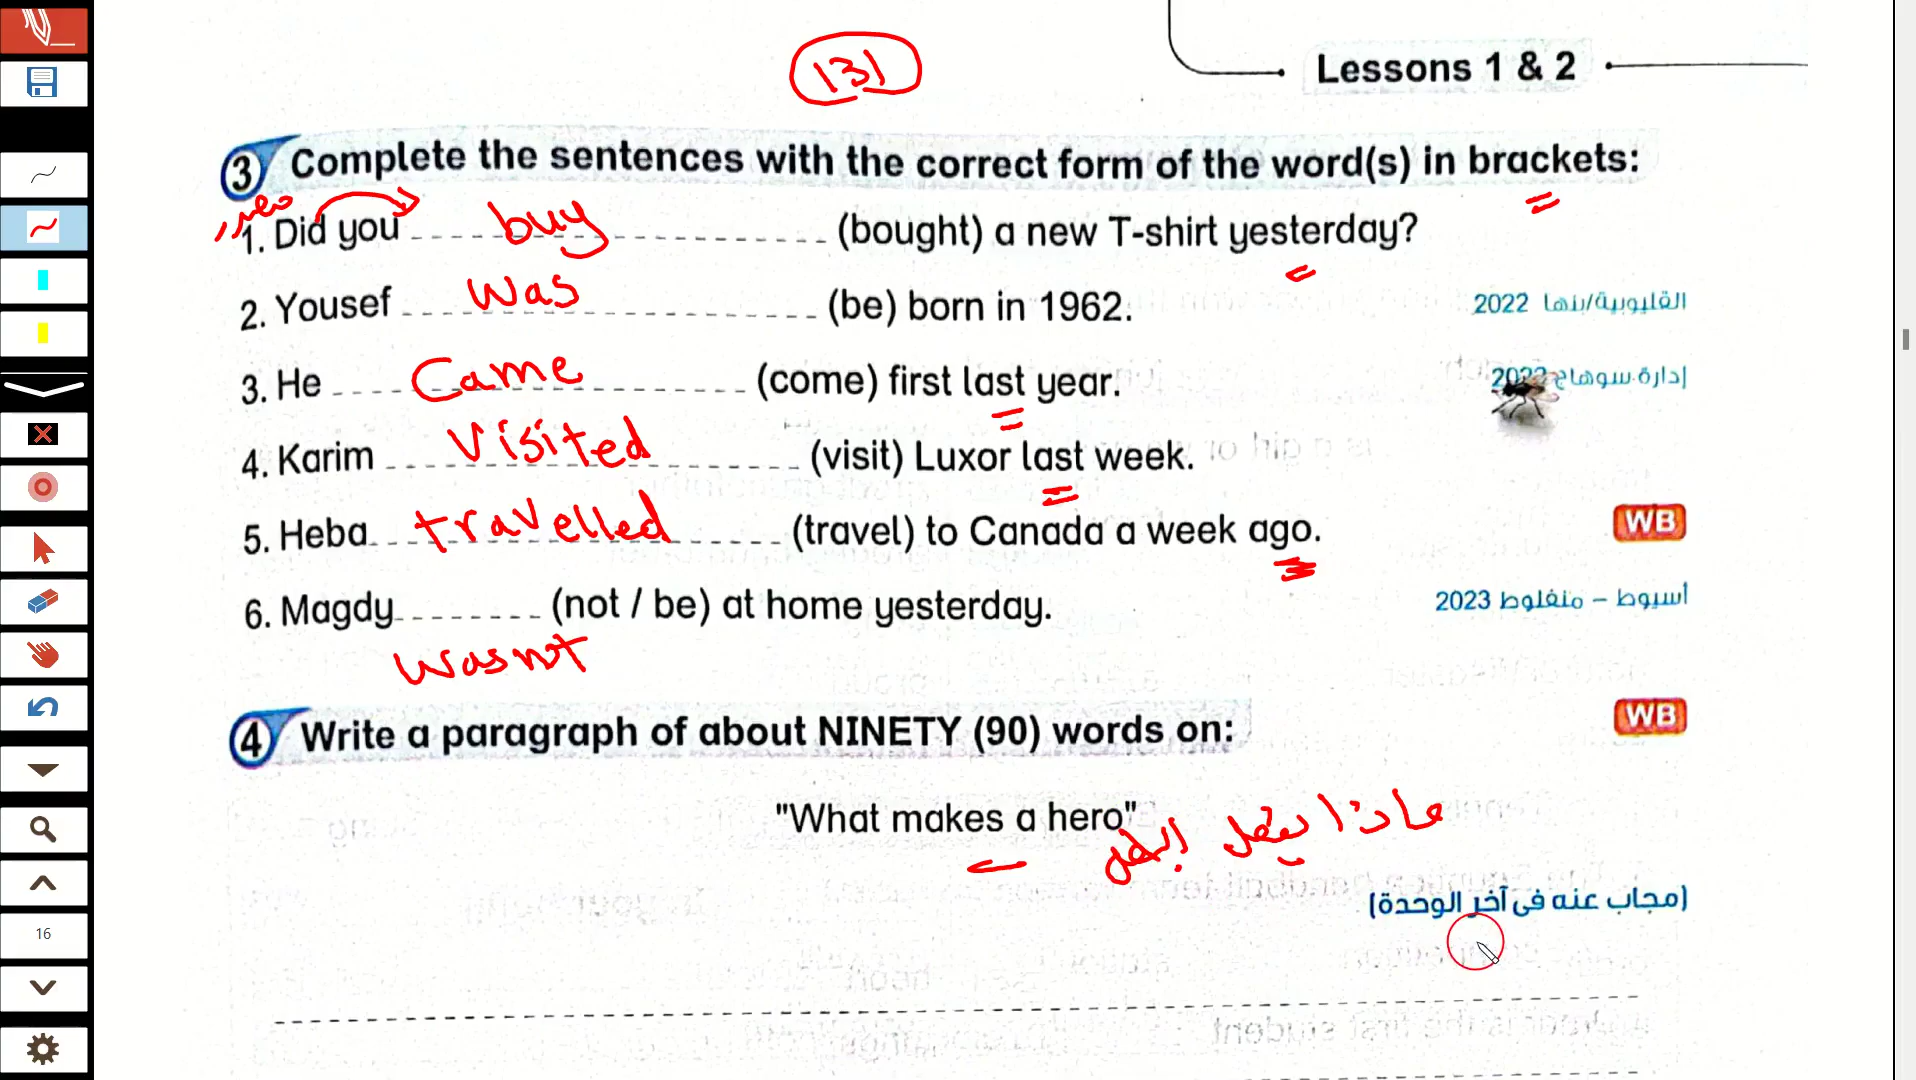 131
Lessons 1 & 2
3 Complete the sentences with the correct form of the word(s) in brackets:
1. Did you buy (bought) a new T-shirt yesterday?
2. Yousef was (be) born in 1962. القليوبية/بنها 2022
3. He Came (come) first last year. إدارة سوهاج 2022
4. Karim visited (visit) Luxor last week.
5. Heba travelled (travel) to Canada a week ago. WB
6. Magdy (not / be) at home yesterday. أسيوط – منفلوط 2023
was not
4 Write a paragraph of about NINETY (90) words on: WB
"What makes a hero"
ماذا يفعل البطل
(مجاب عنه فى آخر الوحدة)
16